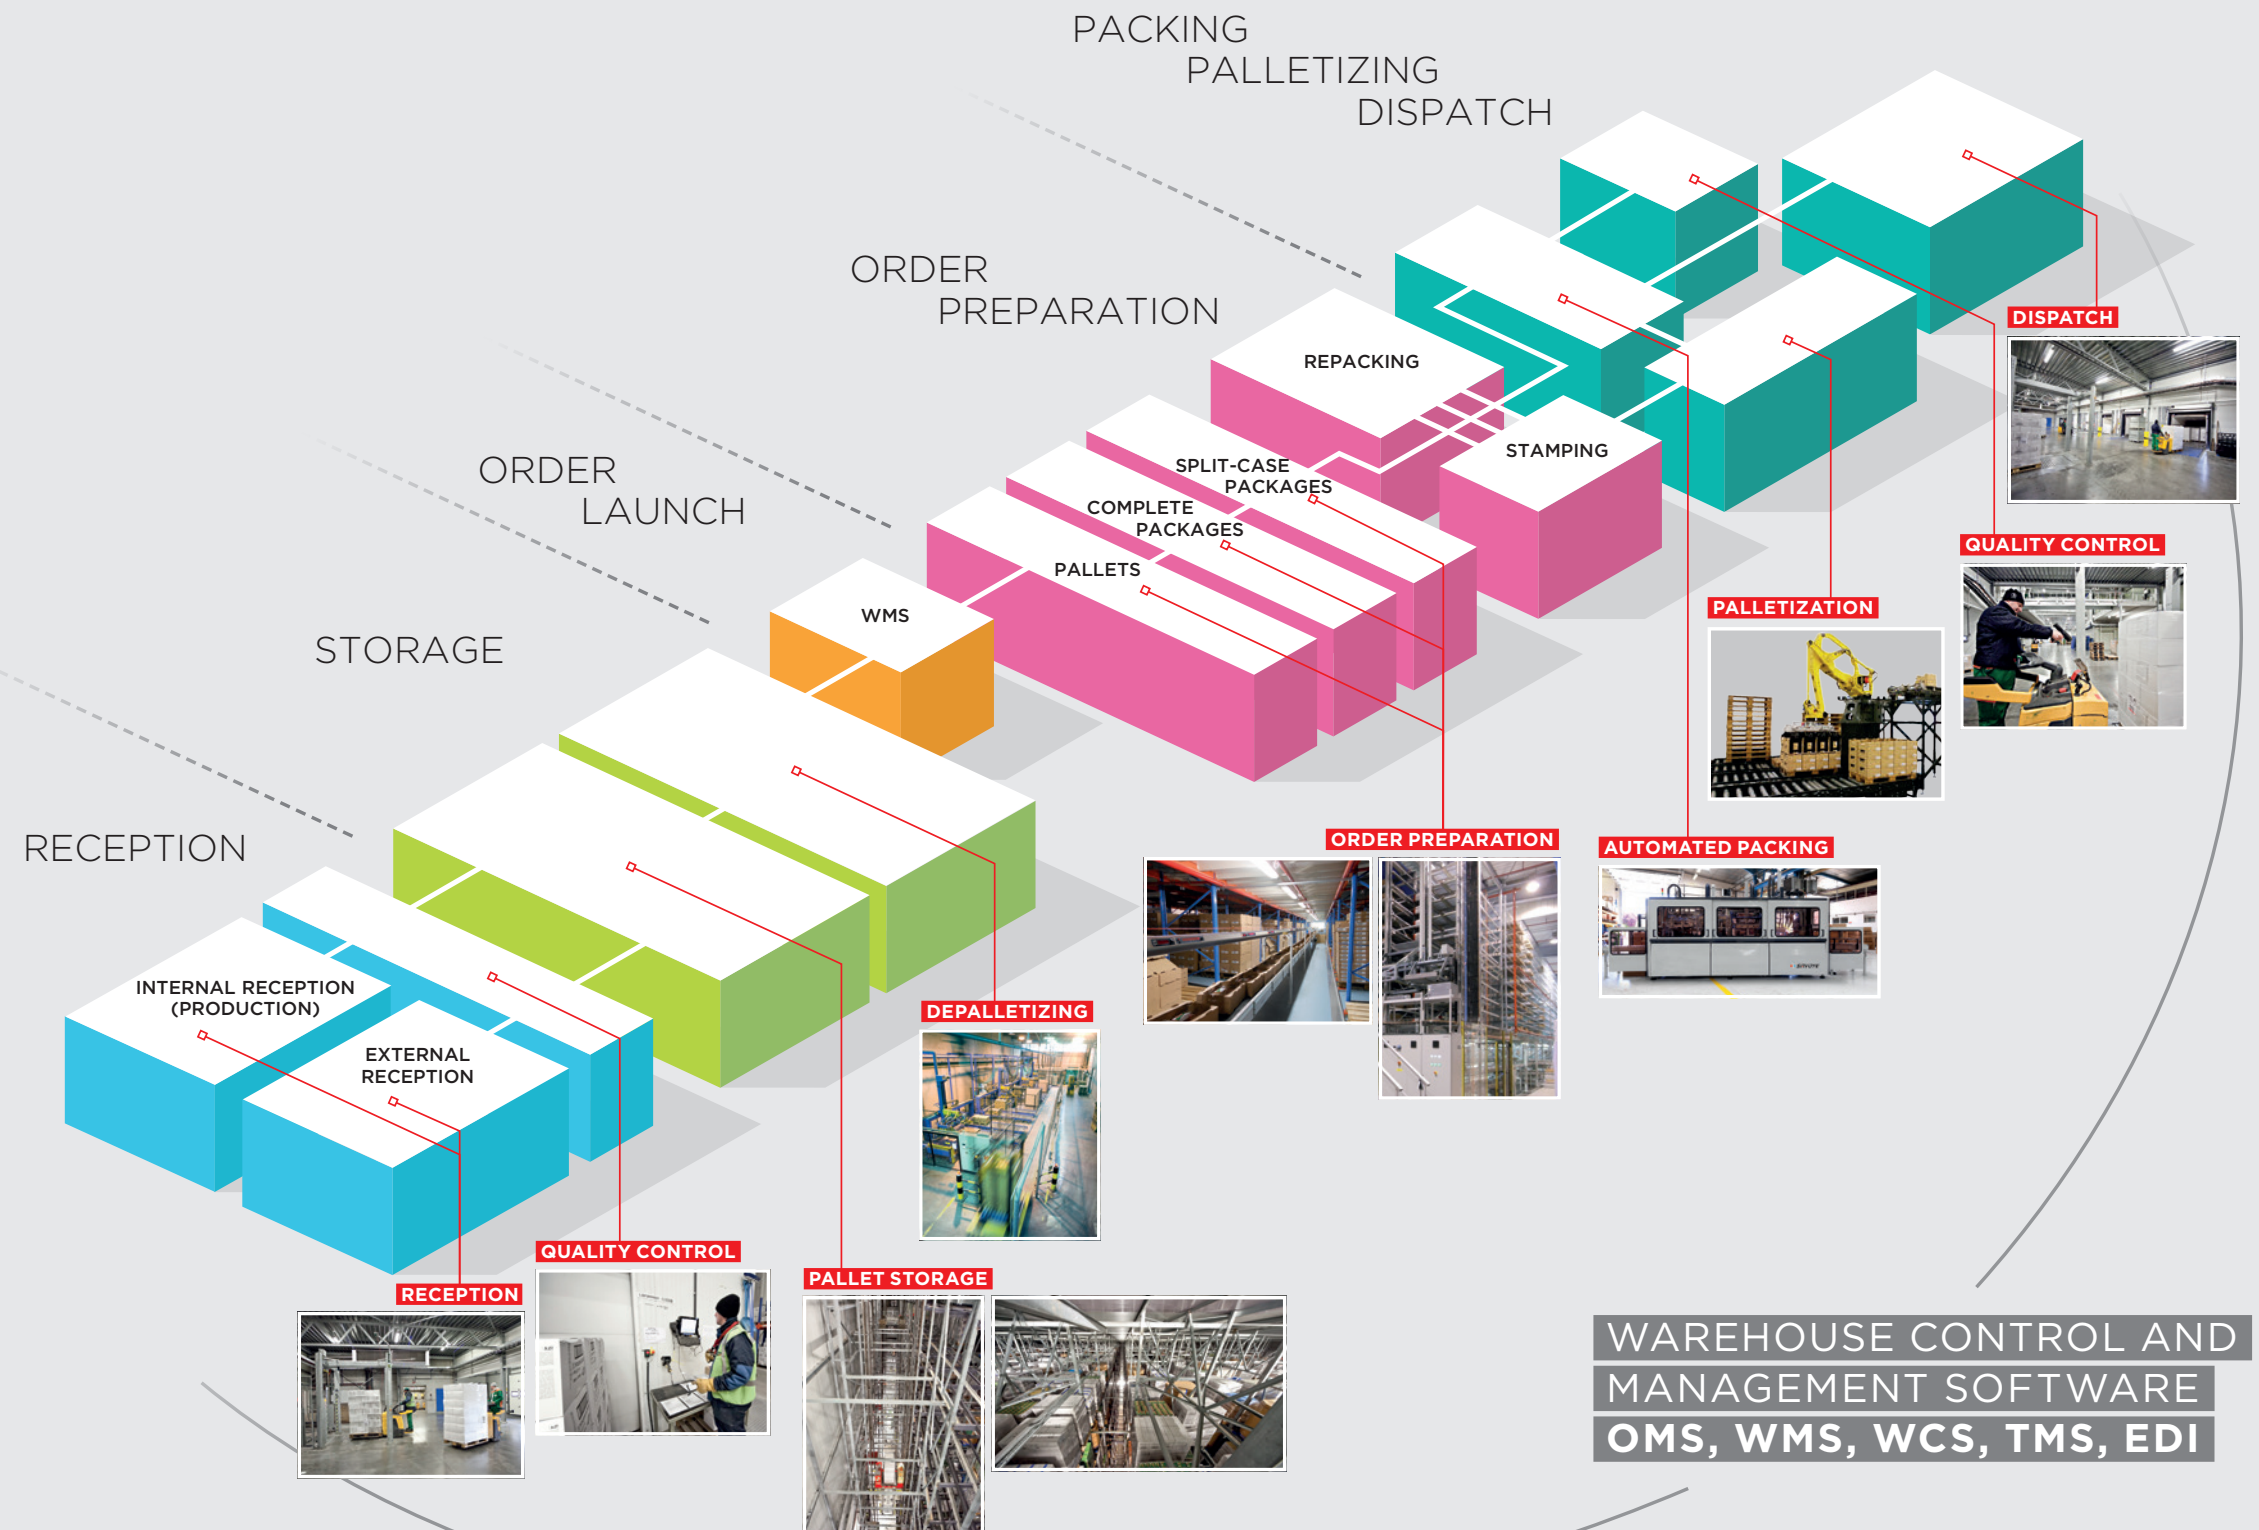 PACKING
PALLETIZING
DISPATCH
ORDER
PREPARATION
ORDER
LAUNCH
STORAGE
RECEPTION
REPACKING
STAMPING
SPLIT-CASE
PACKAGES
COMPLETE
PACKAGES
PALLETS
WMS
INTERNAL RECEPTION
(PRODUCTION)
EXTERNAL
RECEPTION
DISPATCH
QUALITY CONTROL
PALLETIZATION
ORDER PREPARATION
AUTOMATED PACKING
DEPALLETIZING
QUALITY CONTROL
PALLET STORAGE
RECEPTION
WAREHOUSE CONTROL AND
MANAGEMENT SOFTWARE
OMS, WMS, WCS, TMS, EDI